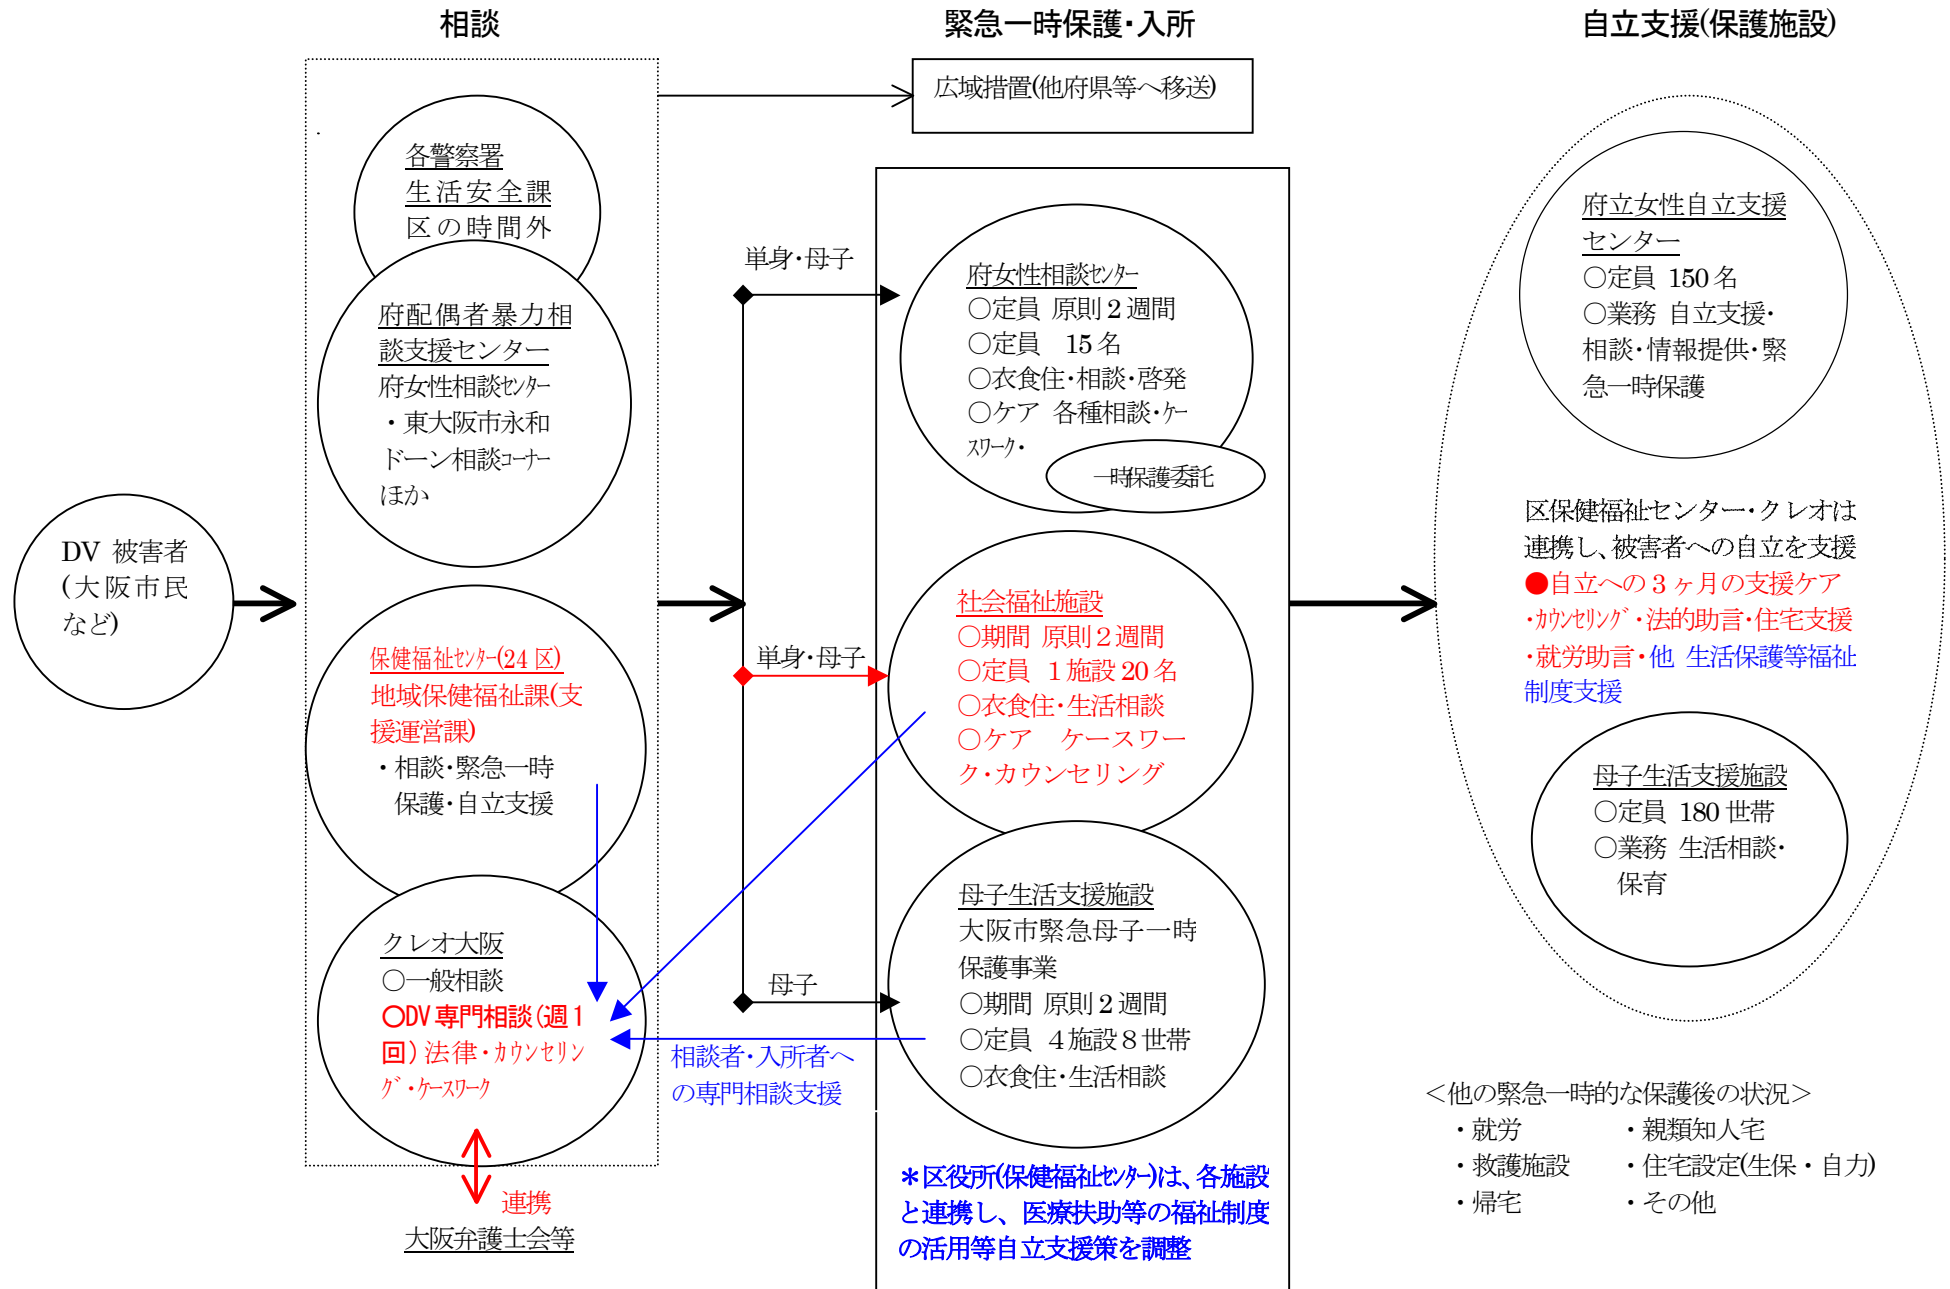 相談
緊急一時保護・入所
自立支援(保護施設)
広域措置(他府県等へ移送)
各警察署
生活安全課
区の時間外
府配偶者暴力相
談支援センター
府女性相談ｾﾝﾀｰ
・東大阪市永和
ドーン相談ｺｰﾅｰ
ほか
DV 被害者
(大阪市民
など)
保健福祉ｾﾝﾀｰ(24 区)
地域保健福祉課(支
援運営課)
・相談・緊急一時
保護・自立支援
クレオ大阪
○一般相談
○DV 専門相談(週 1
回) 法律・ｶｳﾝｾﾘﾝ
ｸﾞ・ｹｰｽﾜｰｸ
連携
大阪弁護士会等
単身・母子
単身・母子
母子
相談者・入所者へ
の専門相談支援
府女性相談ｾﾝﾀｰ
○定員 原則 2 週間
○定員 15 名
○衣食住・相談・啓発
○ケア 各種相談・ｹｰ
ｽﾜｰｸ・
一時保護委託
社会福祉施設
○期間 原則 2 週間
○定員 1 施設 20 名
○衣食住・生活相談
○ケア ケースワー
ク・カウンセリング
母子生活支援施設
大阪市緊急母子一時
保護事業
○期間 原則 2 週間
○定員 4 施設 8 世帯
○衣食住・生活相談
＊区役所(保健福祉ｾﾝﾀｰ)は、各施設
と連携し、医療扶助等の福祉制度
の活用等自立支援策を調整
府立女性自立支援
センター
○定員 150 名
○業務 自立支援・
相談・情報提供・緊
急一時保護
区保健福祉センター・クレオは
連携し、被害者への自立を支援
●自立への 3 ヶ月の支援ケア
・ｶｳﾝｾﾘﾝｸﾞ・法的助言・住宅支援
・就労助言・他 生活保護等福祉
制度支援
母子生活支援施設
○定員 180 世帯
○業務 生活相談・
保育
＜他の緊急一時的な保護後の状況＞
・就労 ・親類知人宅
・救護施設 ・住宅設定(生保・自力)
・帰宅 ・その他